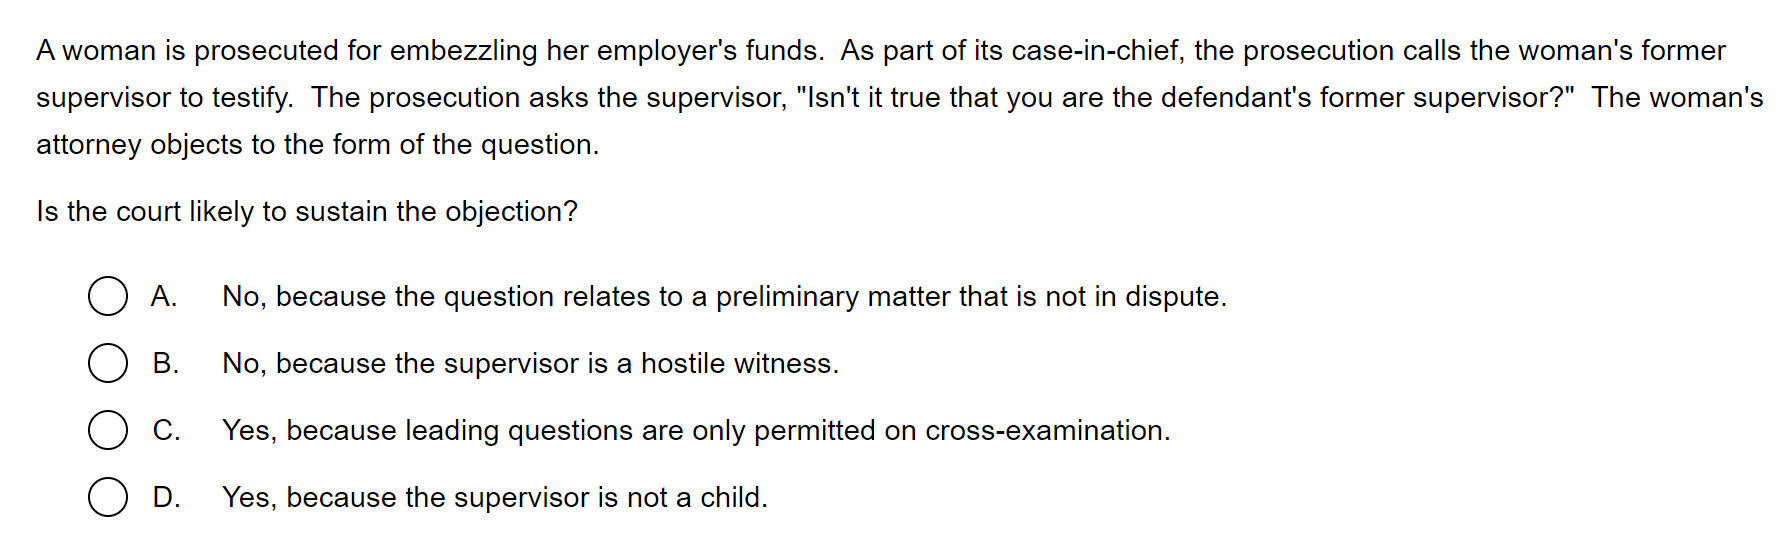 A woman is prosecuted for embezzling her employer's funds.  As part of its case-in-chief, the prosecution calls the woman's former
supervisor to testify.  The prosecution asks the supervisor, "Isn't it true that you are the defendant's former supervisor?"  The woman's
attorney objects to the form of the question.
Is the court likely to sustain the objection?
A. No, because the question relates to a preliminary matter that is not in dispute.
B. No, because the supervisor is a hostile witness.
C. Yes, because leading questions are only permitted on cross-examination.
D. Yes, because the supervisor is not a child.